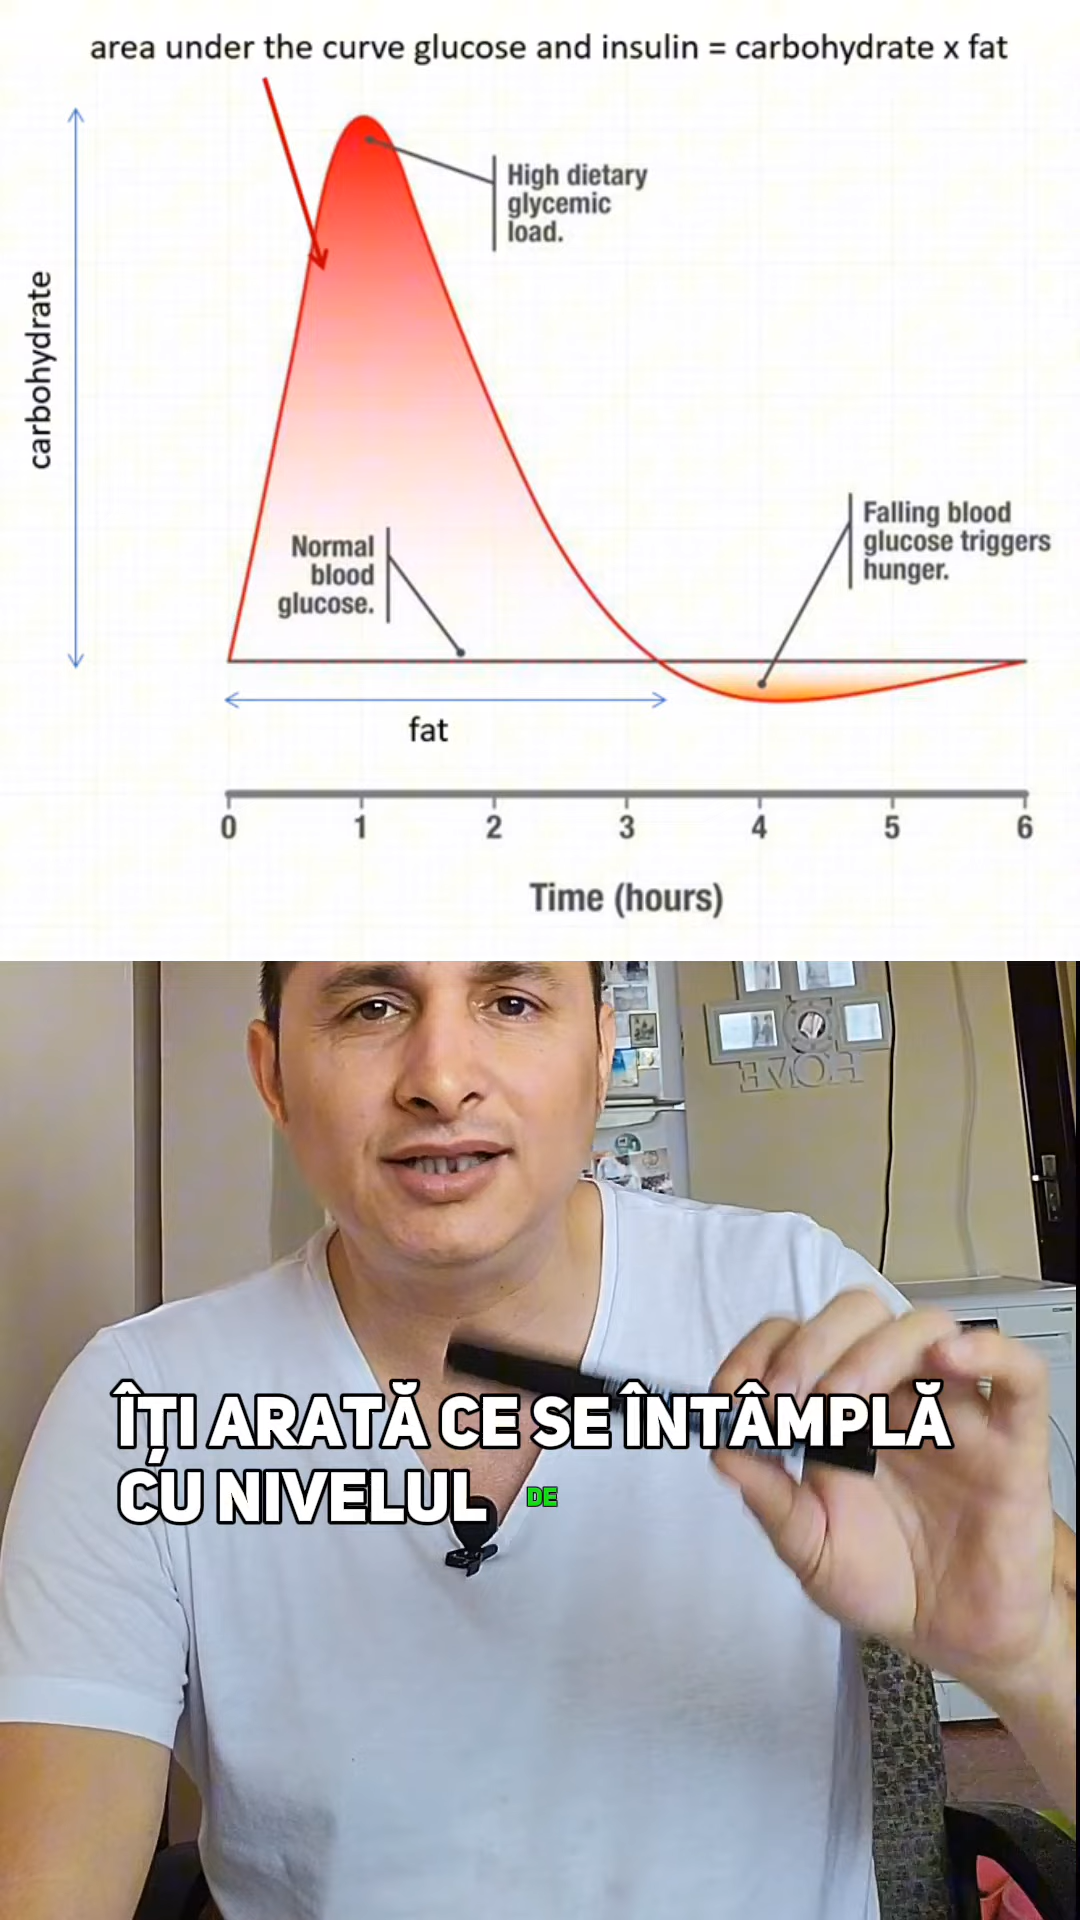 area under the curve glucose and insulin = carbohydrate x fat
carbohydrate
High dietary
glycemic
load.
Normal
blood
glucose.
Falling blood
glucose triggers
hunger.
fat
0 1 2 3 4 5 6
Time (hours)
HOME
ÎȚI ARATĂ CE SE ÎNTÂMPLĂ
CU NIVELUL DE